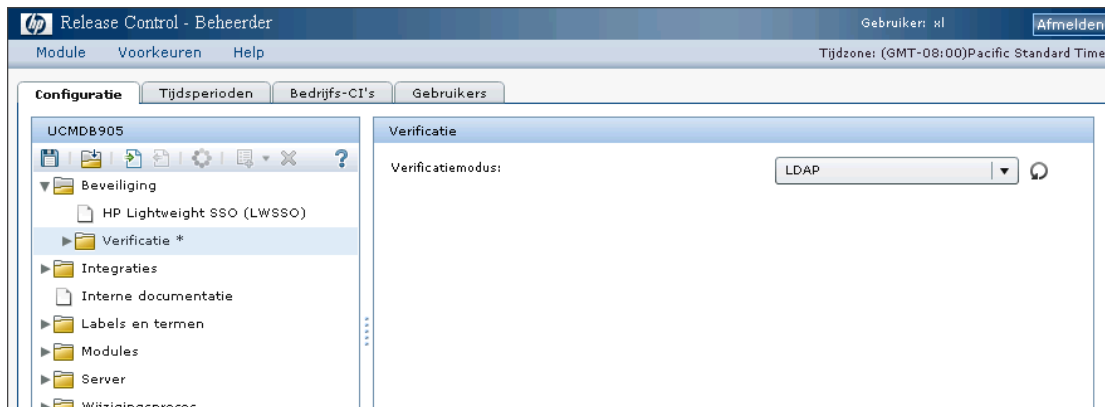 hp Release Control - Beheerder Gebruiker: xl Afmelden
Module Voorkeuren Help Tijdzone: (GMT-08:00)Pacific Standard Time
Configuratie Tijdsperioden Bedrijfs-CI's Gebruikers
UCMDB905 Verificatie
?
Verificatiemodus: LDAP
Beveiliging
HP Lightweight SSO (LWSSO)
Verificatie *
Integraties
Interne documentatie
Labels en termen
Modules
Server
Wijzigingsproces